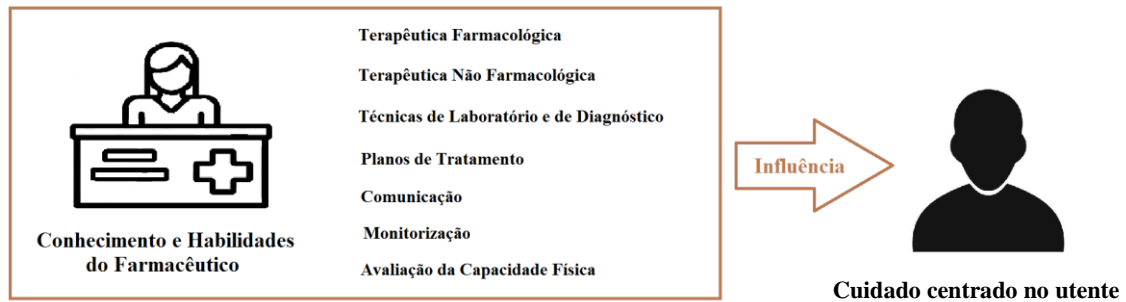 Conhecimento e Habilidades
do Farmacêutico
Terapêutica Farmacológica
Terapêutica Não Farmacológica
Técnicas de Laboratório e de Diagnóstico
Planos de Tratamento
Comunicação
Monitorização
Avaliação da Capacidade Física
Influência
Cuidado centrado no utente